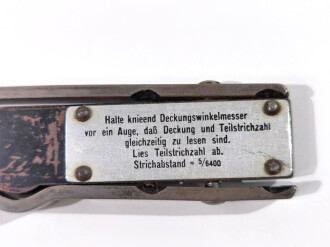 Halte knieend Deckungswinkelmesser
vor ein Auge, daß Deckung und Teilstrichzahl
gleichzeitig zu lesen sind.
Lies Teilstrichzahl ab.
Strichabstand = 5/6400